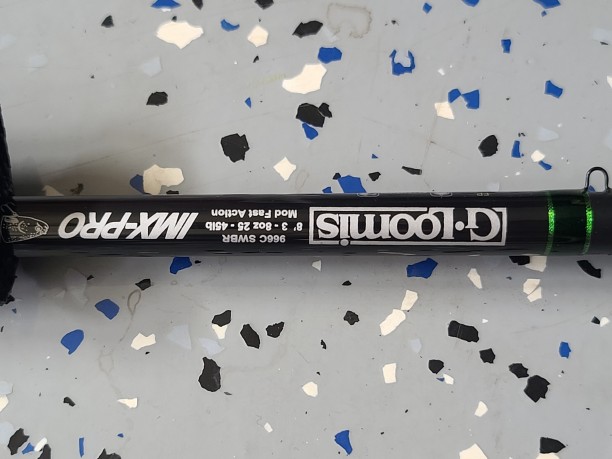 G·Loomis
966C SWBR
8' 3 - 8oz 25 - 45lb
Mod Fast Action
IMX-PRO